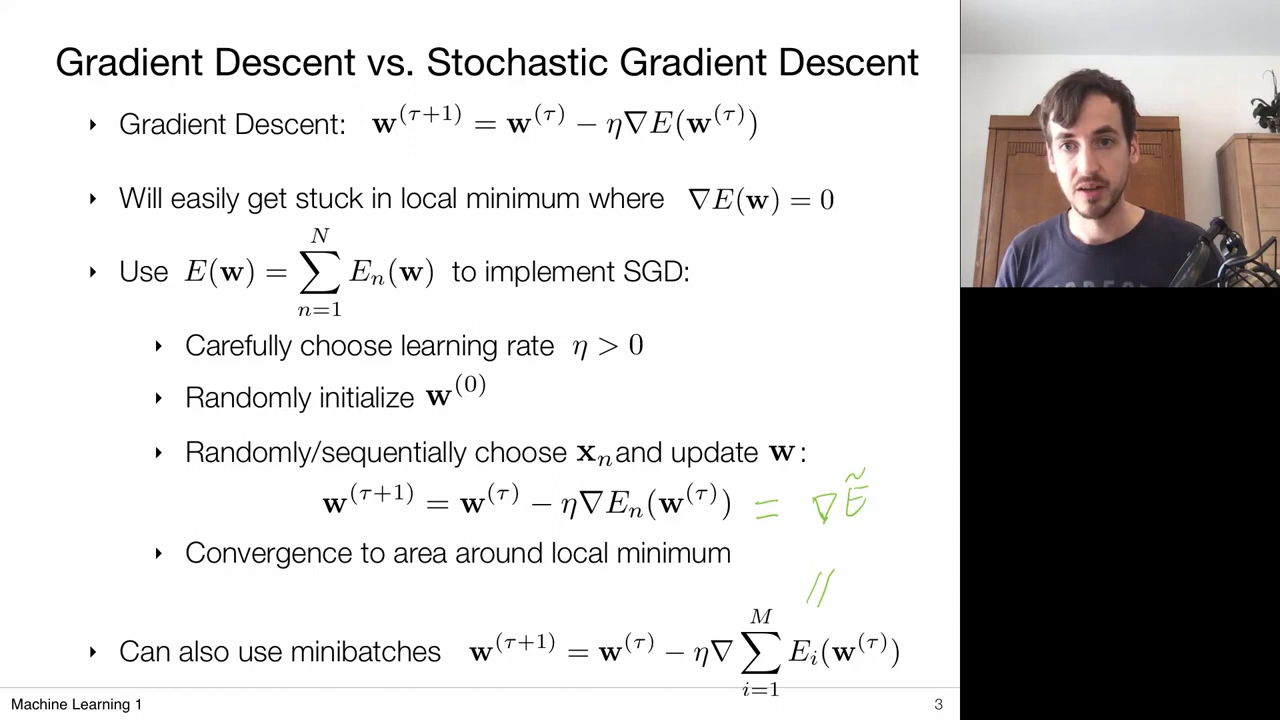 Gradient Descent vs. Stochastic Gradient Descent
‣ Gradient Descent: w^(τ+1) = w^(τ) − η∇E(w^(τ))
‣ Will easily get stuck in local minimum where ∇E(w) = 0
‣ Use E(w) = ∑_{n=1}^{N} E_n(w) to implement SGD:
‣ Carefully choose learning rate η > 0
‣ Randomly initialize w^(0)
‣ Randomly/sequentially choose x_n and update w:
w^(τ+1) = w^(τ) − η∇E_n(w^(τ)) = ∇Ẽ
‣ Convergence to area around local minimum
//
‣ Can also use minibatches w^(τ+1) = w^(τ) − η∇ ∑_{i=1}^{M} E_i(w^(τ))
Machine Learning 1 3